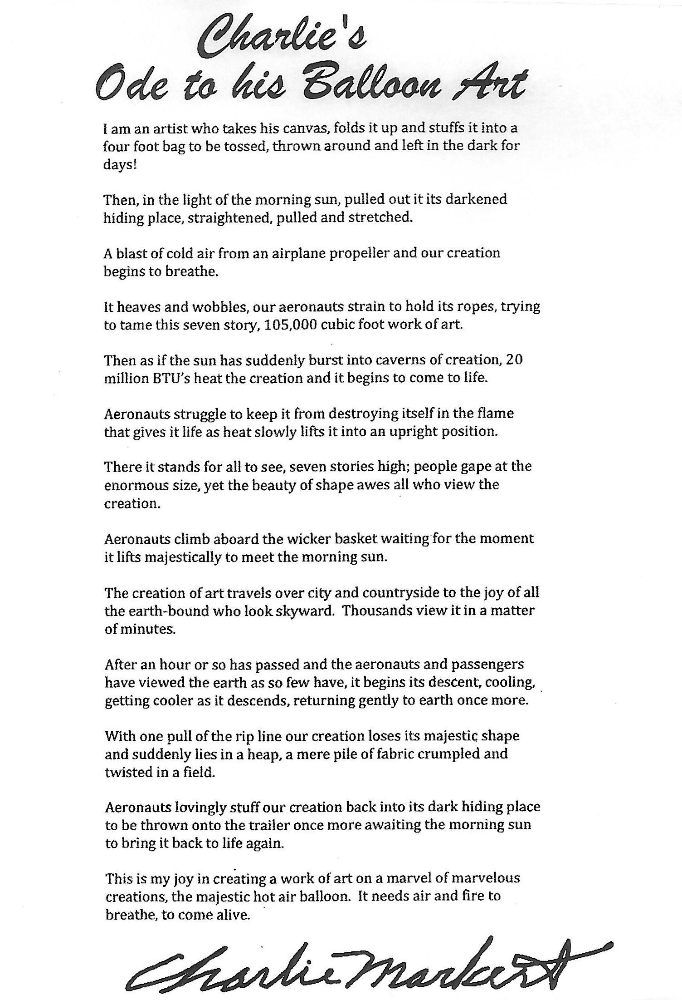 Charlie's
Ode to his Balloon Art
I am an artist who takes his canvas, folds it up and stuffs it into a
four foot bag to be tossed, thrown around and left in the dark for
days!
Then, in the light of the morning sun, pulled out it its darkened
hiding place, straightened, pulled and stretched.
A blast of cold air from an airplane propeller and our creation
begins to breathe.
It heaves and wobbles, our aeronauts strain to hold its ropes, trying
to tame this seven story, 105,000 cubic foot work of art.
Then as if the sun has suddenly burst into caverns of creation, 20
million BTU's heat the creation and it begins to come to life.
Aeronauts struggle to keep it from destroying itself in the flame
that gives it life as heat slowly lifts it into an upright position.
There it stands for all to see, seven stories high; people gape at the
enormous size, yet the beauty of shape awes all who view the
creation.
Aeronauts climb aboard the wicker basket waiting for the moment
it lifts majestically to meet the morning sun.
The creation of art travels over city and countryside to the joy of all
the earth-bound who look skyward.  Thousands view it in a matter
of minutes.
After an hour or so has passed and the aeronauts and passengers
have viewed the earth as so few have, it begins its descent, cooling,
getting cooler as it descends, returning gently to earth once more.
With one pull of the rip line our creation loses its majestic shape
and suddenly lies in a heap, a mere pile of fabric crumpled and
twisted in a field.
Aeronauts lovingly stuff our creation back into its dark hiding place
to be thrown onto the trailer once more awaiting the morning sun
to bring it back to life again.
This is my joy in creating a work of art on a marvel of marvelous
creations, the majestic hot air balloon.  It needs air and fire to
breathe, to come alive.
Charlie Markert